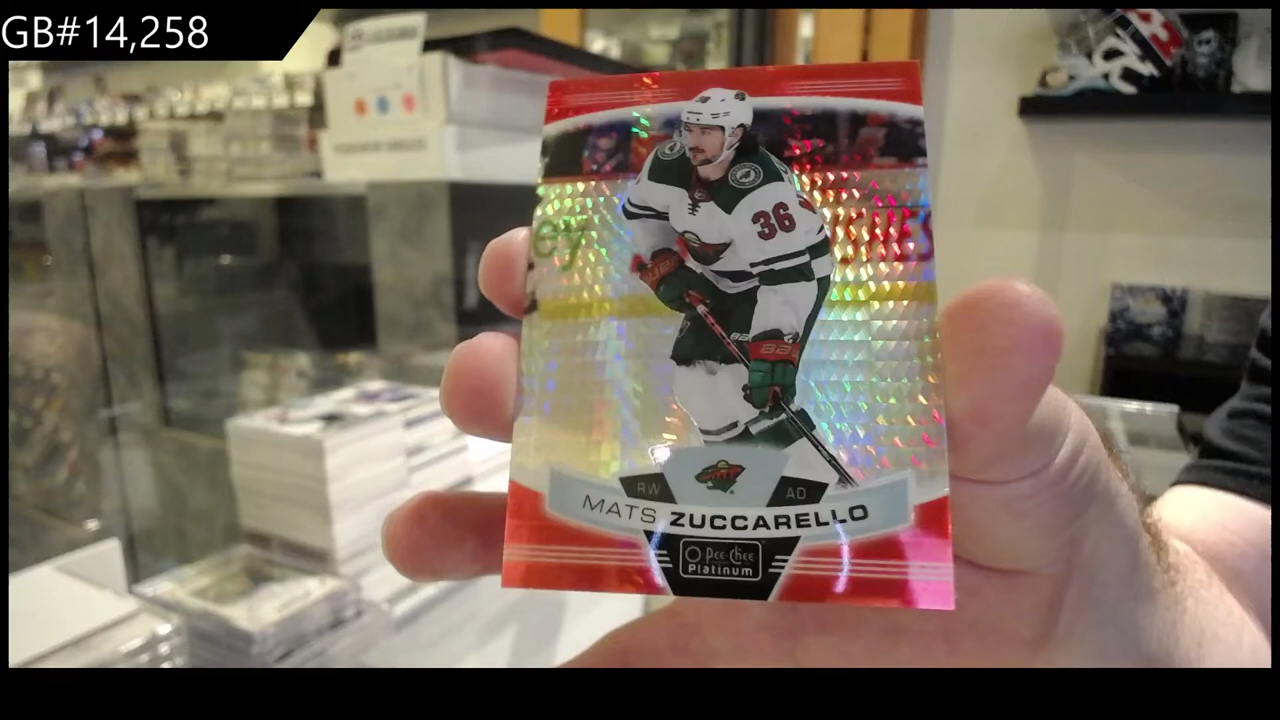 GB#14,258
36
RW
AD
MATS ZUCCARELLO
O-Pee-Chee
Platinum